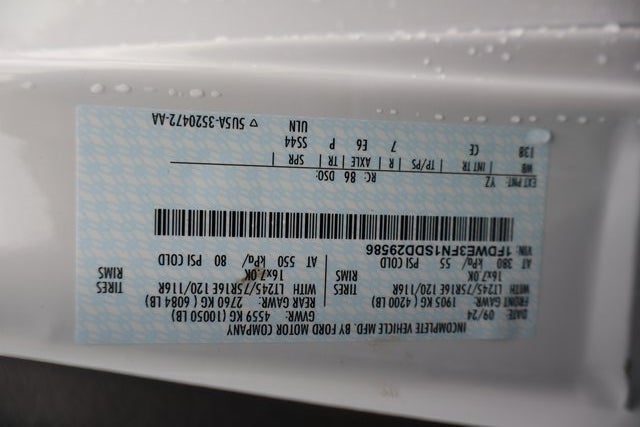 INCOMPLETE VEHICLE MFD. BY FORD MOTOR COMPANY
DATE: 09/24 GVWR: 4559 KG (10050 LB)
FRONT GAWR: 1905 KG (4200 LB) REAR GAWR: 2760 KG (6084 LB)
WITH LT245/75R16E 120/116R TIRES WITH LT245/75R16E 120/116R TIRES
16x7.0K RIMS 16x7.0K RIMS
AT 380 kPa/ 55 PSI COLD AT 550 kPa/ 80 PSI COLD
VIN: 1FDWE3FN1SDD29586
EXT PNT: YZ RC: 86 DSO:
WB | INT TR | TP/PS | R | AXLE | TR | SPR
138 CE 7 E6 P SS44
ULN
▽ 5U5A-3520472-AA